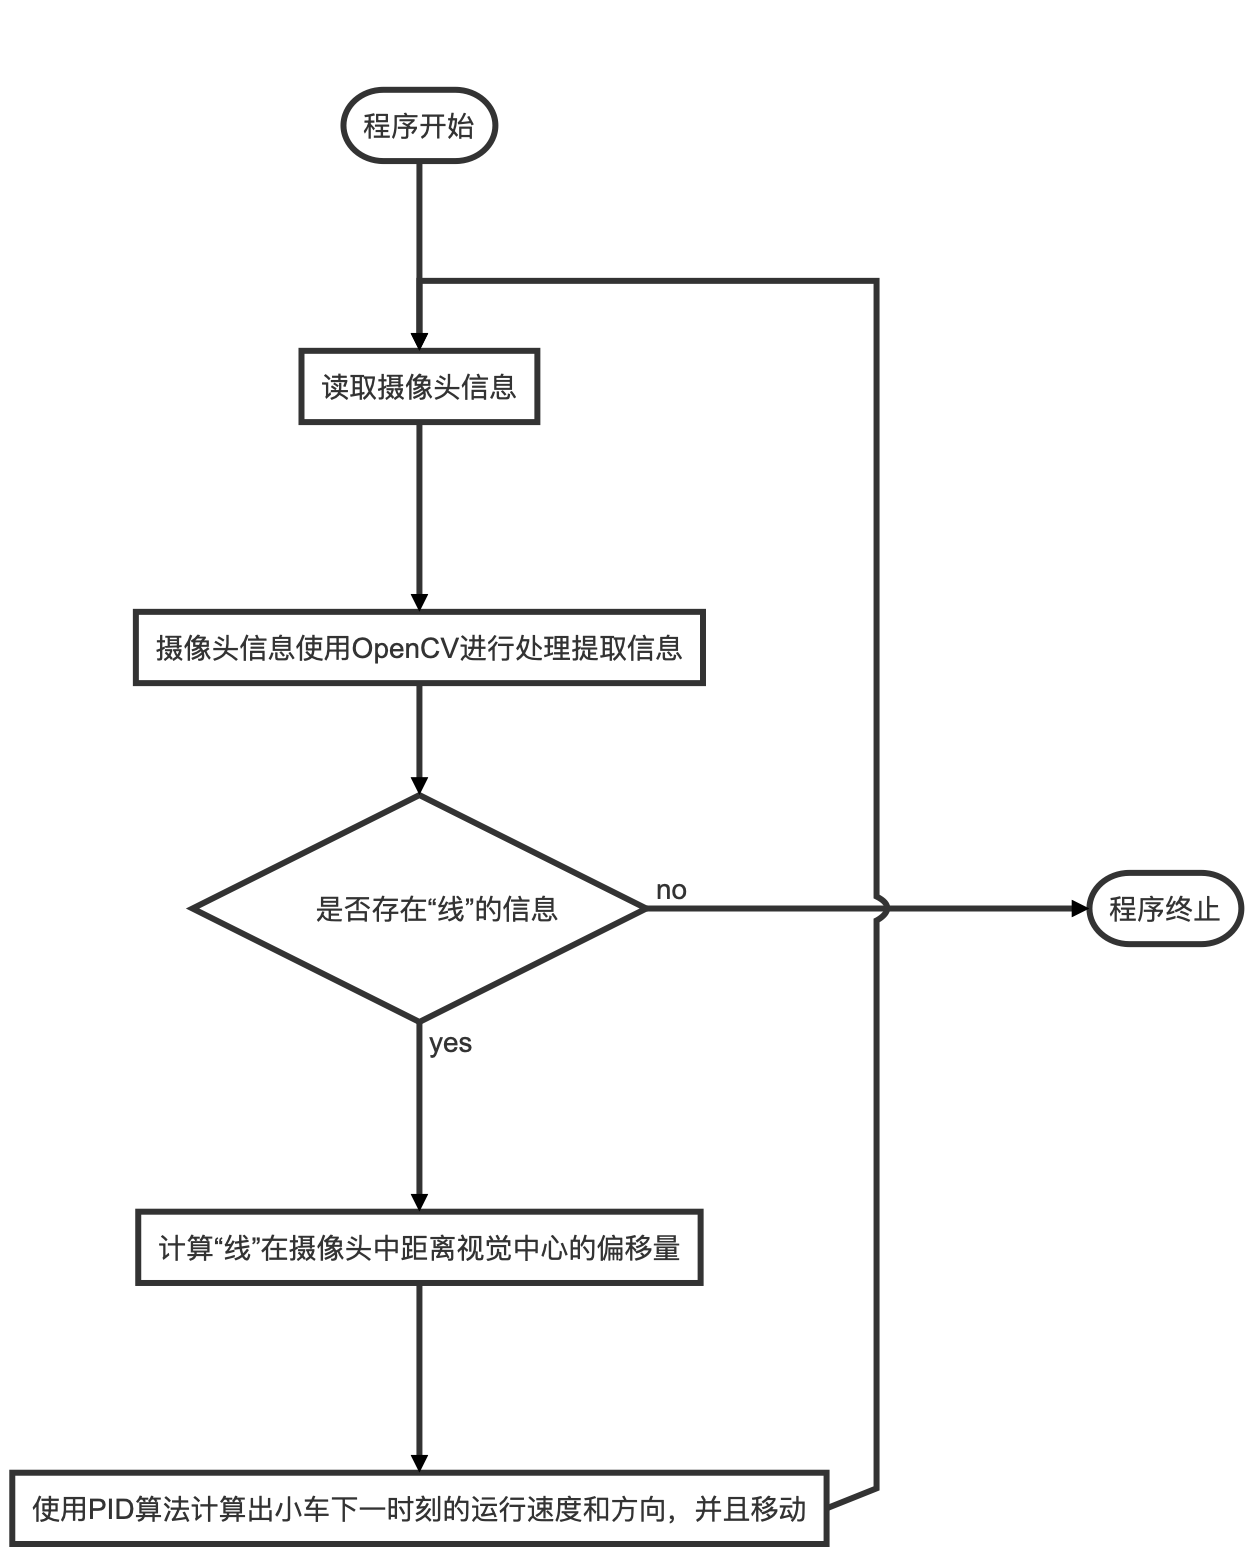 程序开始
读取摄像头信息
摄像头信息使用OpenCV进行处理提取信息
是否存在“线”的信息
no
程序终止
yes
计算“线”在摄像头中距离视觉中心的偏移量
使用PID算法计算出小车下一时刻的运行速度和方向，并且移动